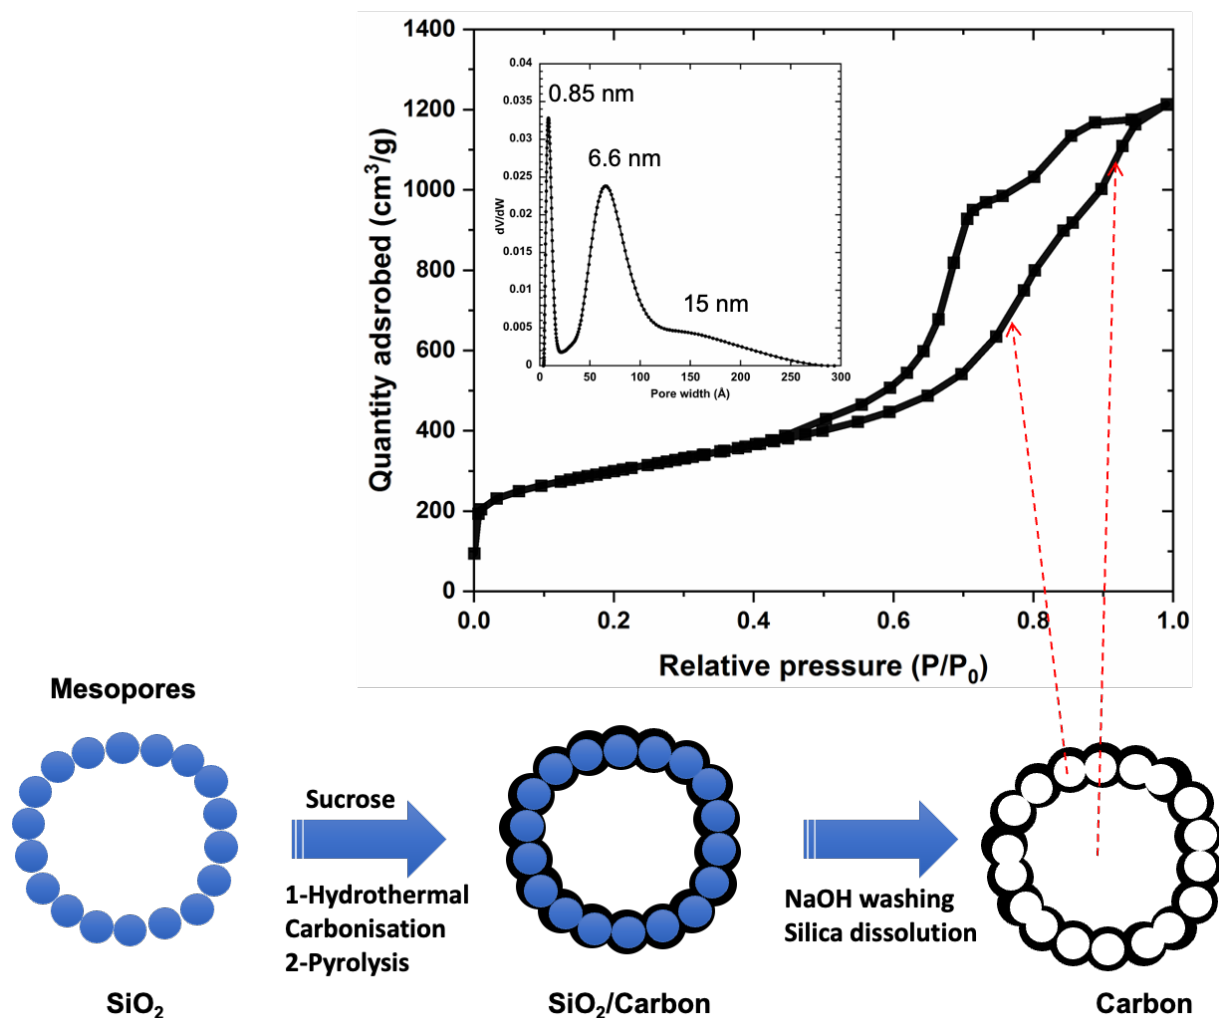 1400
1200
1000
800
600
400
200
0
Quantity adsrobed (cm³/g)
0.0 0.2 0.4 0.6 0.8 1.0
Relative pressure (P/P₀)
0.04
0.035
0.03
0.025
0.02
0.015
0.01
0.005
0
dV/dW
0.85 nm
6.6 nm
15 nm
0 50 100 150 200 250 300
Pore width (Å)
Mesopores
SiO₂
Sucrose
1-Hydrothermal
Carbonisation
2-Pyrolysis
SiO₂/Carbon
NaOH washing
Silica dissolution
Carbon